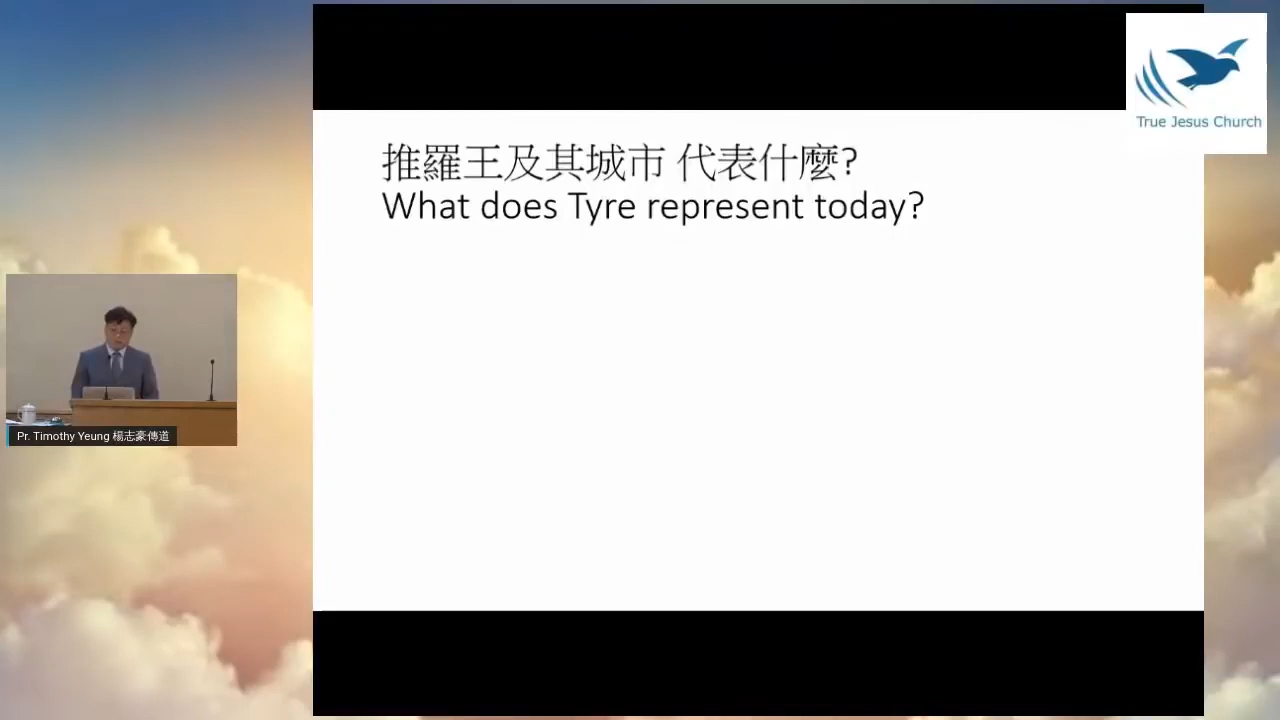 True Jesus Church
推羅王及其城市 代表什麼?
What does Tyre represent today?
Pr. Timothy Yeung 楊志豪傳道